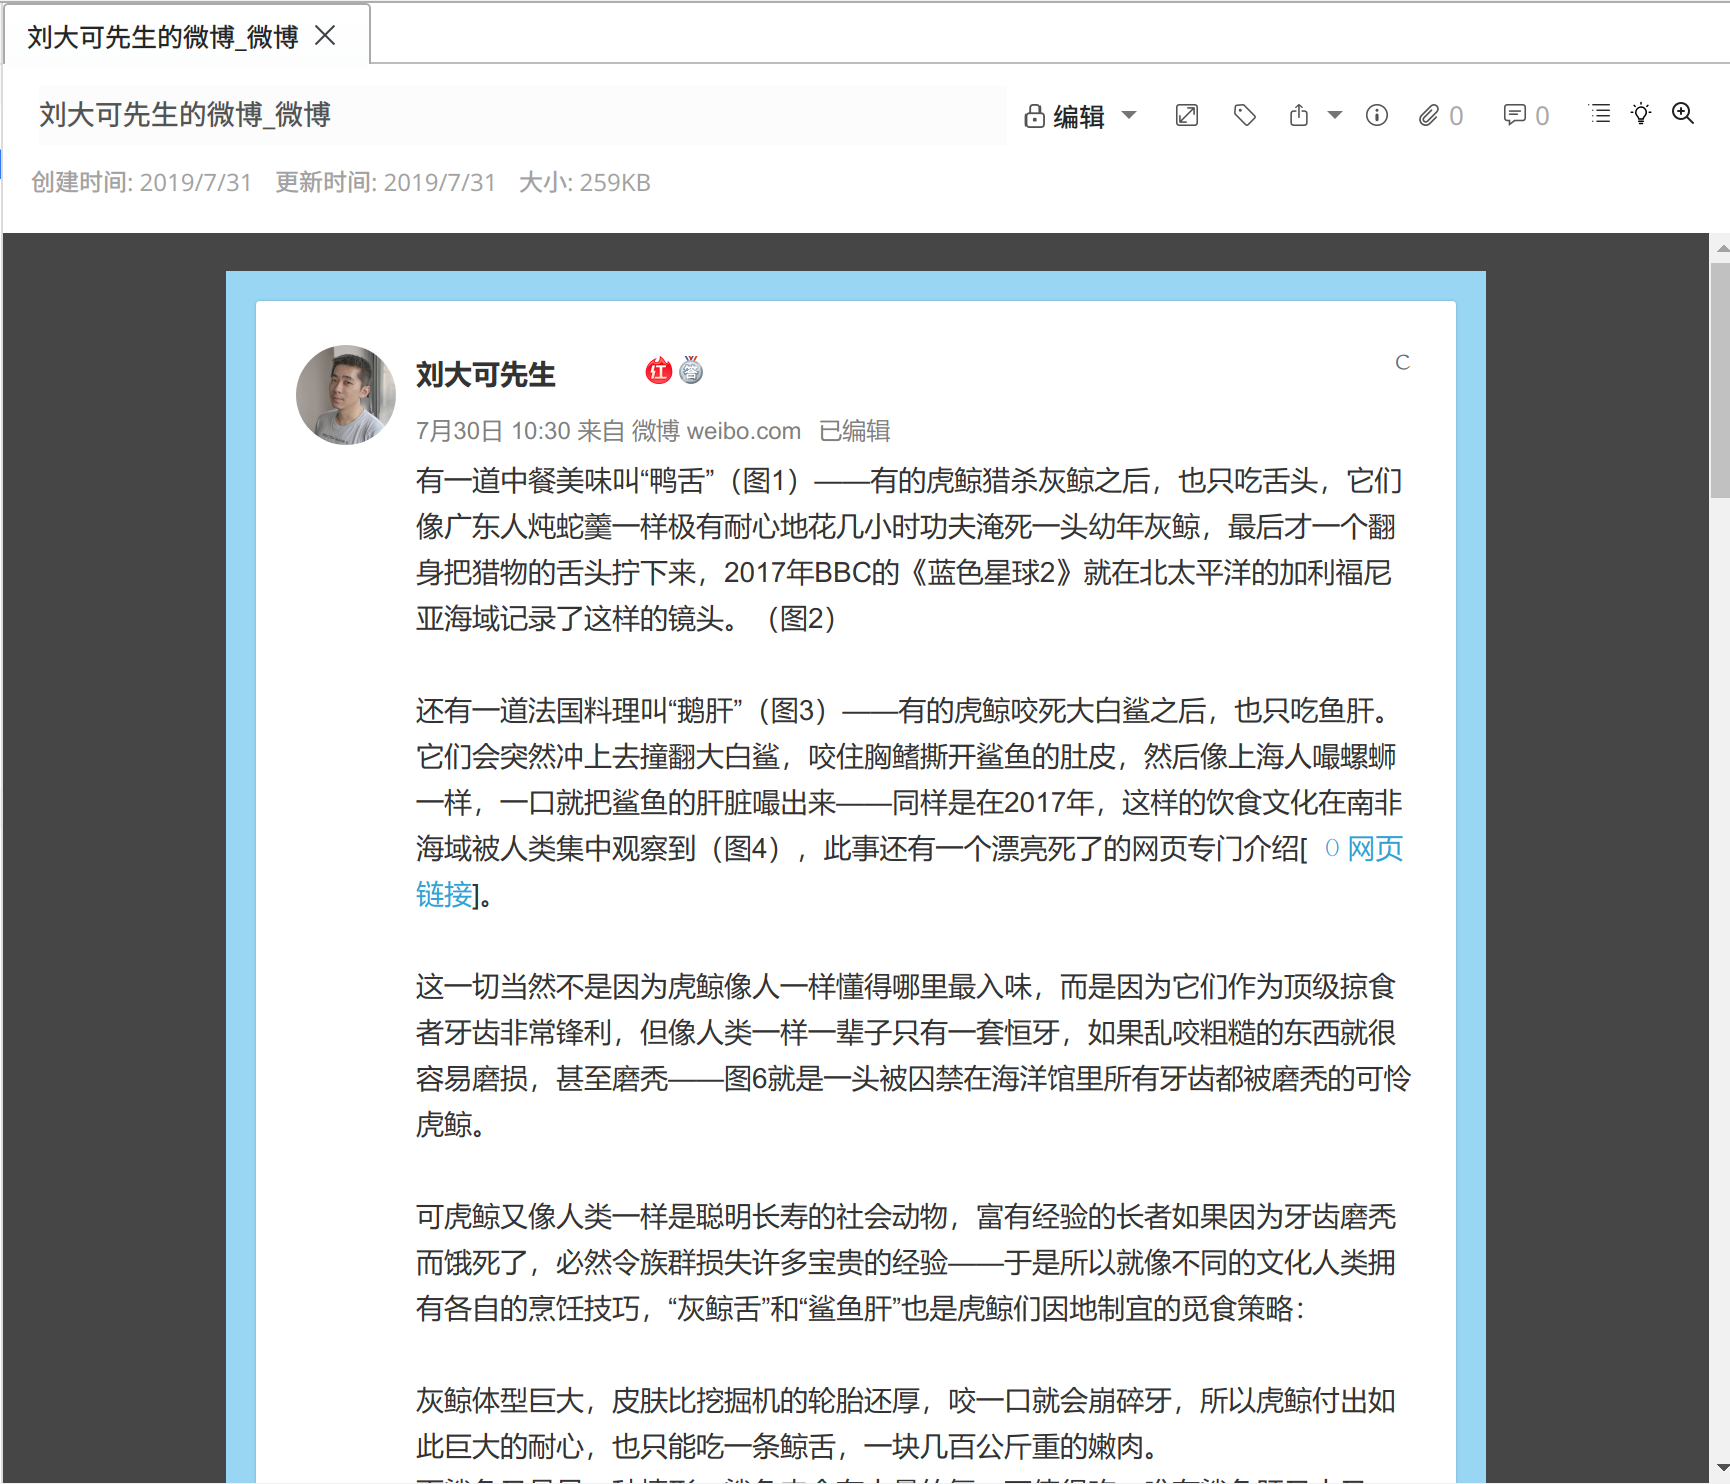 刘大可先生的微博_微博
刘大可先生的微博_微博
编辑
0
0
创建时间: 2019/7/31 更新时间: 2019/7/31 大小: 259KB
刘大可先生
红 答
C
7月30日 10:30 来自 微博 weibo.com 已编辑
有一道中餐美味叫“鸭舌”（图1）——有的虎鲸猎杀灰鲸之后，也只吃舌头，它们
像广东人炖蛇羹一样极有耐心地花几小时功夫淹死一头幼年灰鲸，最后才一个翻
身把猎物的舌头拧下来，2017年BBC的《蓝色星球2》就在北太平洋的加利福尼
亚海域记录了这样的镜头。（图2）
还有一道法国料理叫“鹅肝”（图3）——有的虎鲸咬死大白鲨之后，也只吃鱼肝。
它们会突然冲上去撞翻大白鲨，咬住胸鳍撕开鲨鱼的肚皮，然后像上海人嘬螺蛳
一样，一口就把鲨鱼的肝脏嘬出来——同样是在2017年，这样的饮食文化在南非
海域被人类集中观察到（图4），此事还有一个漂亮死了的网页专门介绍[ O 网页
链接]。
这一切当然不是因为虎鲸像人一样懂得哪里最入味，而是因为它们作为顶级掠食
者牙齿非常锋利，但像人类一样一辈子只有一套恒牙，如果乱咬粗糙的东西就很
容易磨损，甚至磨秃——图6就是一头被囚禁在海洋馆里所有牙齿都被磨秃的可怜
虎鲸。
可虎鲸又像人类一样是聪明长寿的社会动物，富有经验的长者如果因为牙齿磨秃
而饿死了，必然令族群损失许多宝贵的经验——于是所以就像不同的文化人类拥
有各自的烹饪技巧，“灰鲸舌”和“鲨鱼肝”也是虎鲸们因地制宜的觅食策略：
灰鲸体型巨大，皮肤比挖掘机的轮胎还厚，咬一口就会崩碎牙，所以虎鲸付出如
此巨大的耐心，也只能吃一条鲸舌，一块几百公斤重的嫩肉。